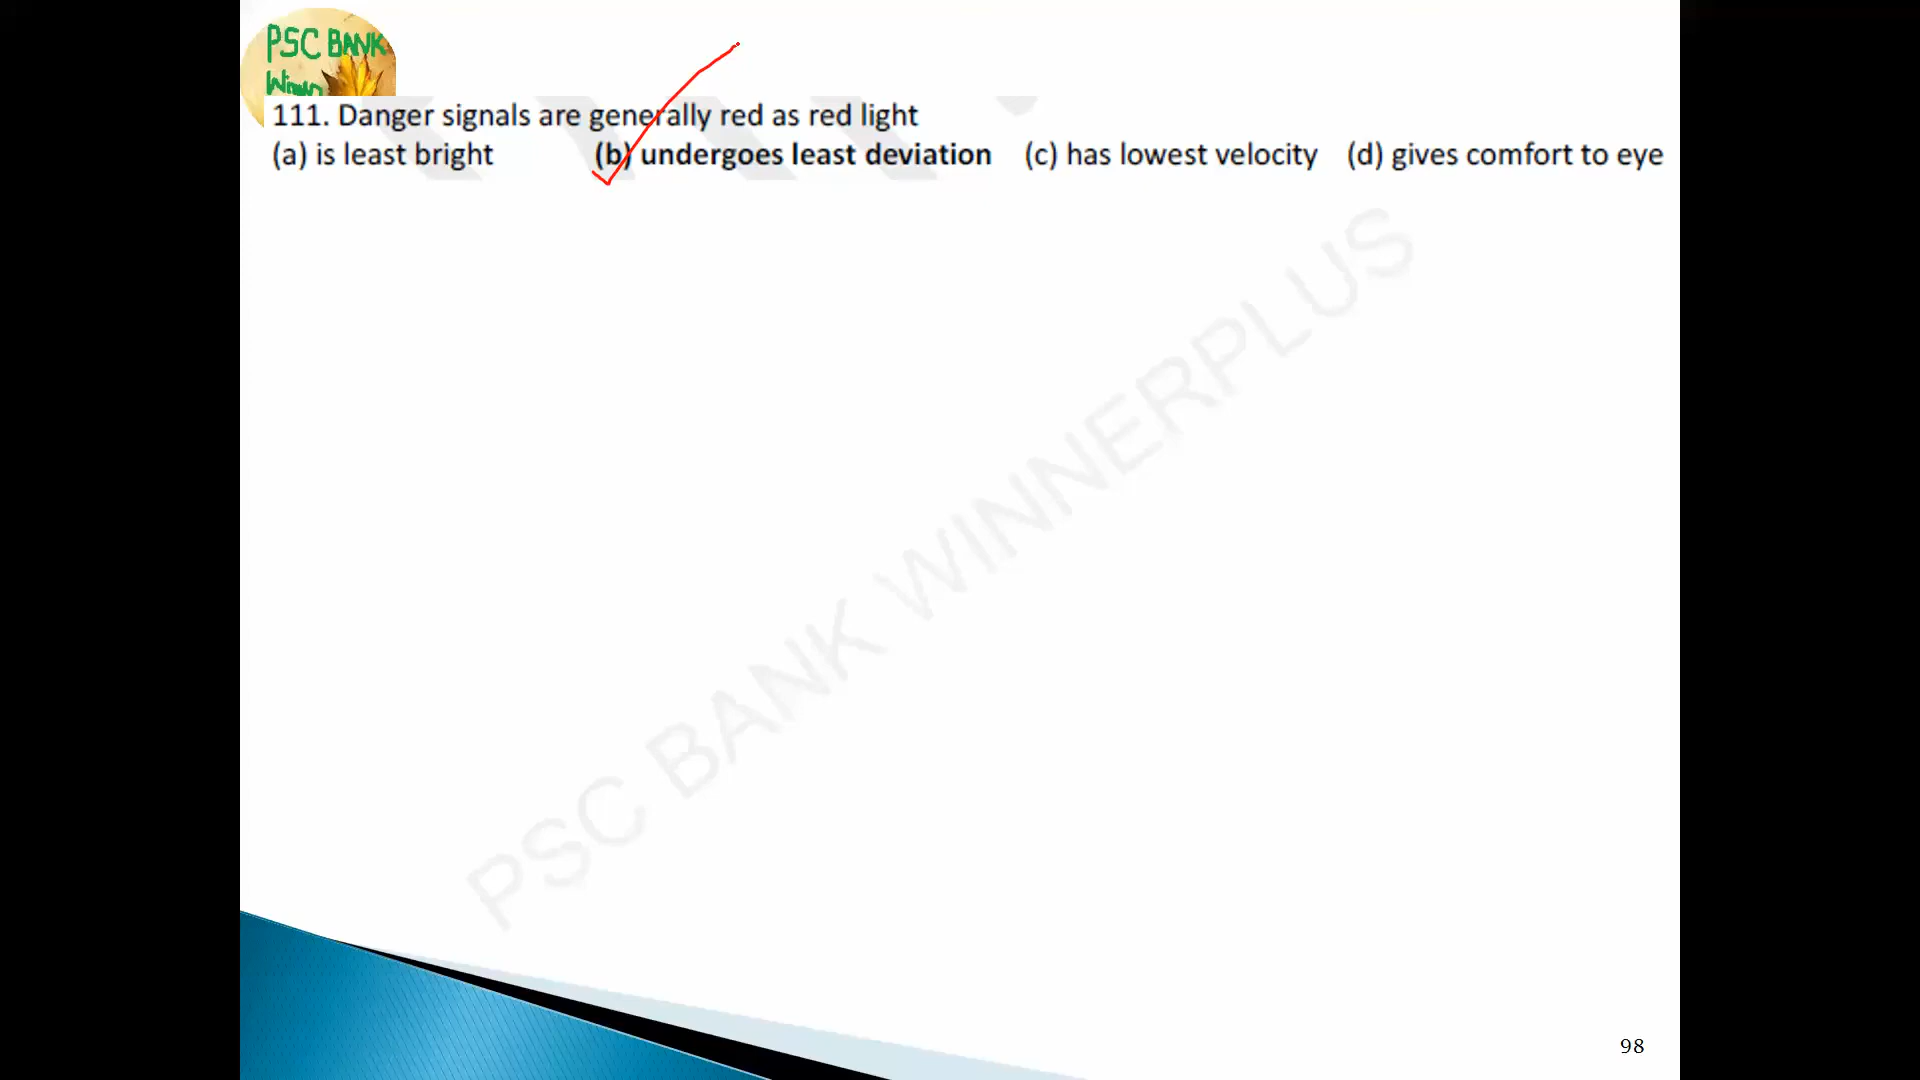 PSC BANK
111. Danger signals are generally red as red light
(a) is least bright (b) undergoes least deviation (c) has lowest velocity (d) gives comfort to eye
PSC BANK WINNERPLUS
98